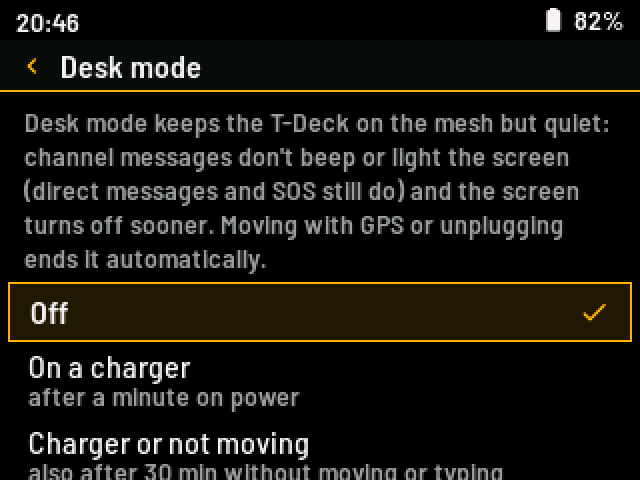 20:46
82%
Desk mode
Desk mode keeps the T-Deck on the mesh but quiet:
channel messages don't beep or light the screen
(direct messages and SOS still do) and the screen
turns off sooner. Moving with GPS or unplugging
ends it automatically.
Off
On a charger
after a minute on power
Charger or not moving
also after 30 min without moving or typing